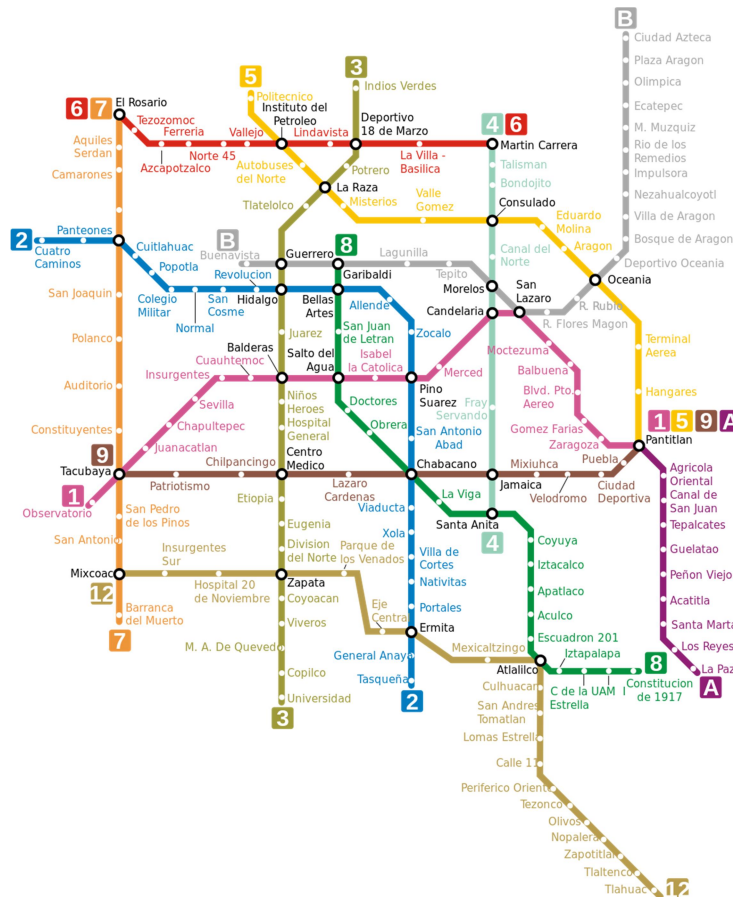 B
Ciudad Azteca
Plaza Aragon
Olimpica
Ecatepec
M. Muzquiz
Rio de los
Remedios
Impulsora
Nezahualcoyotl
Villa de Aragon
Bosque de Aragon
Deportivo Oceania
Oceania
R. Rubia
R. Flores Magon
San
Lazaro
Morelos
Tepito
Lagunilla
Garibaldi
Guerrero
Buenavista
B
5
Politecnico
Instituto del
Petroleo
Autobuses
del Norte
La Raza
Misterios
Valle
Gomez
Consulado
Eduardo
Molina
Aragon
Terminal
Aerea
Hangares
Pantitlan
1 5 9 A
3
Indios Verdes
Deportivo
18 de Marzo
Potrero
Tlatelolco
Hidalgo
Juarez
Balderas
Niños
Heroes
Hospital
General
Centro
Medico
Etiopia
Eugenia
Division
del Norte
Zapata
Coyoacan
Viveros
M. A. De Quevedo
Copilco
Universidad
3
6 7
El Rosario
Tezozomoc
Azcapotzalco
Ferreria
Norte 45
Vallejo
Lindavista
La Villa -
Basilica
Martin Carrera
4 6
Talisman
Bondojito
Canal del
Norte
Candelaria
Fray
Servando
Jamaica
Santa Anita
4
Aquiles
Serdan
Camarones
2
Cuatro
Caminos
Panteones
Cuitlahuac
Popotla
Colegio
Militar
Normal
San
Cosme
Revolucion
Bellas
Artes
Allende
Zocalo
Pino
Suarez
San Antonio
Abad
Chabacano
Viaducta
Xola
Villa de
Cortes
Nativitas
Portales
Ermita
General Anaya
Tasqueña
2
San Joaquin
Polanco
Auditorio
Constituyentes
9
Tacubaya
San Pedro
de los Pinos
San Antonio
Mixcoac
12
Barranca
del Muerto
7
1
Observatorio
Juanacatlan
Chapultepec
Sevilla
Insurgentes
Cuauhtemoc
Salto del
Agua
Isabel
la Catolica
Merced
Moctezuma
Balbuena
Blvd. Pto.
Aereo
Gomez Farias
Zaragoza
Patriotismo
Chilpancingo
Lazaro
Cardenas
Mixiuhca
Velodromo
Ciudad
Deportiva
Puebla
8
San Juan
de Letran
Doctores
Obrera
La Viga
Coyuya
Iztacalco
Apatlaco
Aculco
Escuadron 201
Atlalilco
Iztapalapa
C de la
Estrella
UAM I
Constitucion
de 1917
8
Agricola
Oriental
Canal de
San Juan
Tepalcates
Guelatao
Peñon Viejo
Acatitla
Santa Marta
Los Reyes
La Paz
A
Insurgentes
Sur
Hospital 20
de Noviembre
Parque de
los Venados
Eje
Central
Mexicaltzingo
Culhuacan
San Andres
Tomatlan
Lomas Estrella
Calle 11
Periferico Oriente
Tezonco
Olivos
Nopalera
Zapotitlan
Tlaltenco
Tlahuac
12